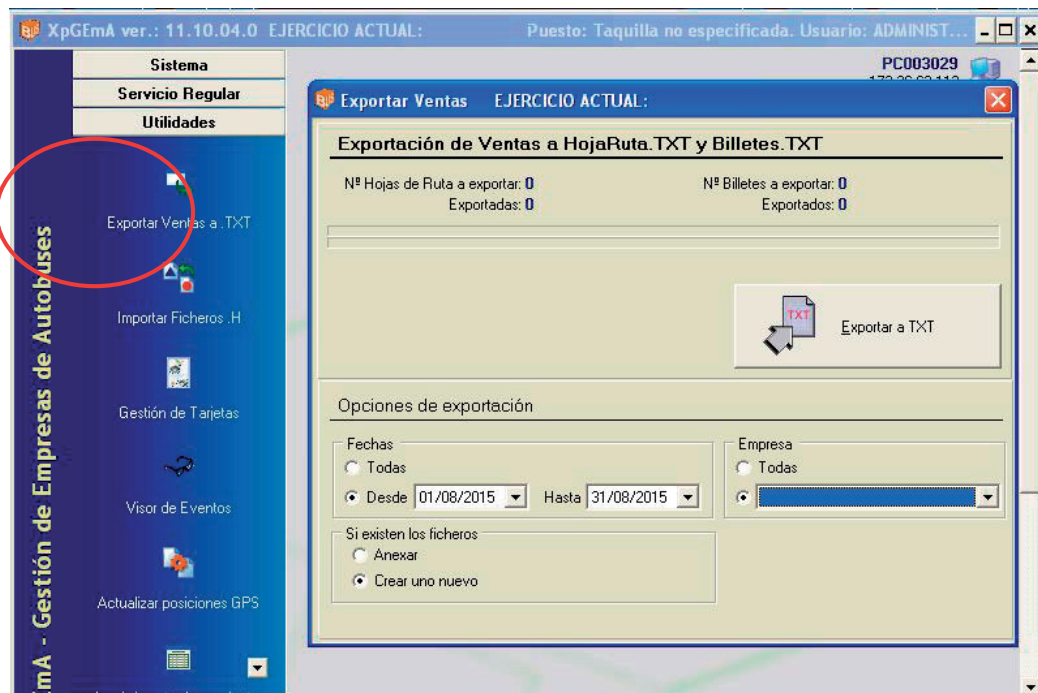 XpGEmA ver.: 11.10.04.0 EJERCICIO ACTUAL: Puesto: Taquilla no especificada. Usuario: ADMINIST...
PC003029
Sistema
Servicio Regular
Utilidades
Exportar Ventas a .TXT
Importar Ficheros .H
Gestión de Tarjetas
Visor de Eventos
Actualizar posiciones GPS
EmA - Gestión de Empresas de Autobuses
Exportar Ventas EJERCICIO ACTUAL:
Exportación de Ventas a HojaRuta.TXT y Billetes.TXT
Nº Hojas de Ruta a exportar: 0 Nº Billetes a exportar: 0
Exportadas: 0 Exportados: 0
TXT
Exportar a TXT
Opciones de exportación
Fechas
Todas
Desde 01/08/2015 Hasta 31/08/2015
Empresa
Todas
Si existen los ficheros
Anexar
Crear uno nuevo